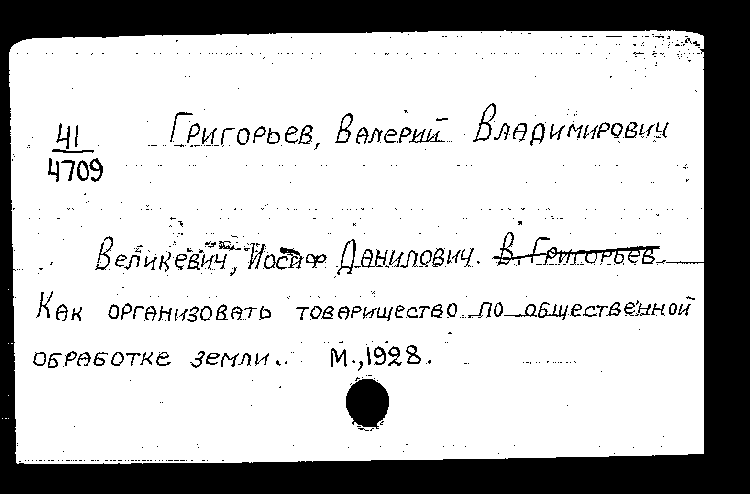 Григорьев, Валерий Владимирович
41
4709
Великевич, Иосиф Данилович. В. Григорьев.
Как организовать товарищество по общественной
обработке земли.. М., 1928.